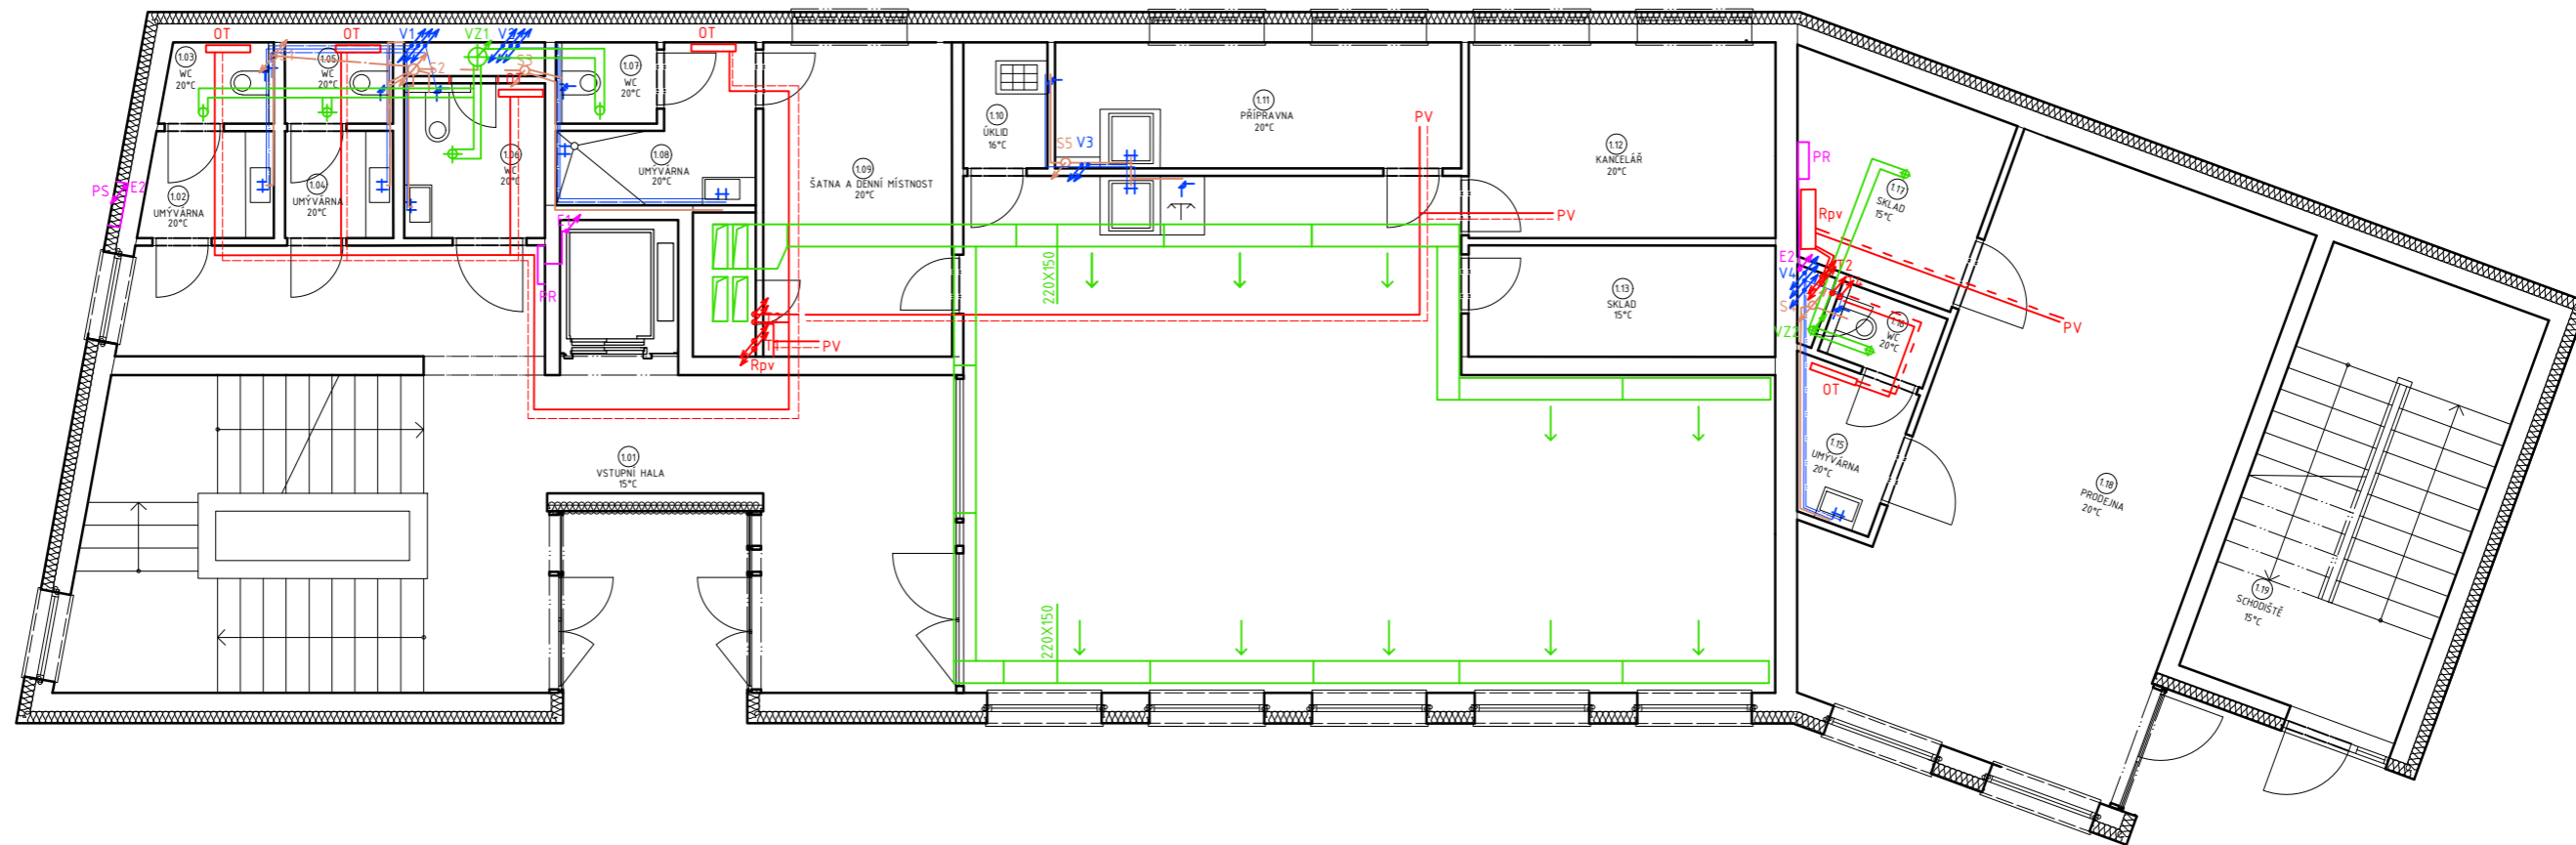 OT
OT
V1
VZ1
V2
OT
1.03
WC
20°C
1.05
WC
20°C
S2
S3
1.07
WC
20°C
1.10
ÚKLID
16°C
1.11
PŘÍPRAVNA
20°C
PV
1.12
KANCELÁŘ
20°C
S5
V3
PR
1.06
WC
20°C
1.08
UMÝVÁRNA
20°C
1.09
ŠATNA A DENNÍ MÍSTNOST
20°C
PS
E2
1.02
UMÝVÁRNA
20°C
1.04
UMÝVÁRNA
20°C
1.17
SKLAD
15°C
Rpv
PV
E1
PR
220X150
1.13
SKLAD
15°C
E2
V4
T2
VZ2
1.16
WC
20°C
PV
PV
Rpv
OT
1.15
UMÝVÁRNA
20°C
1.01
VSTUPNÍ HALA
15°C
1.18
PRODEJNA
20°C
220X150
1.19
SCHODIŠTĚ
15°C